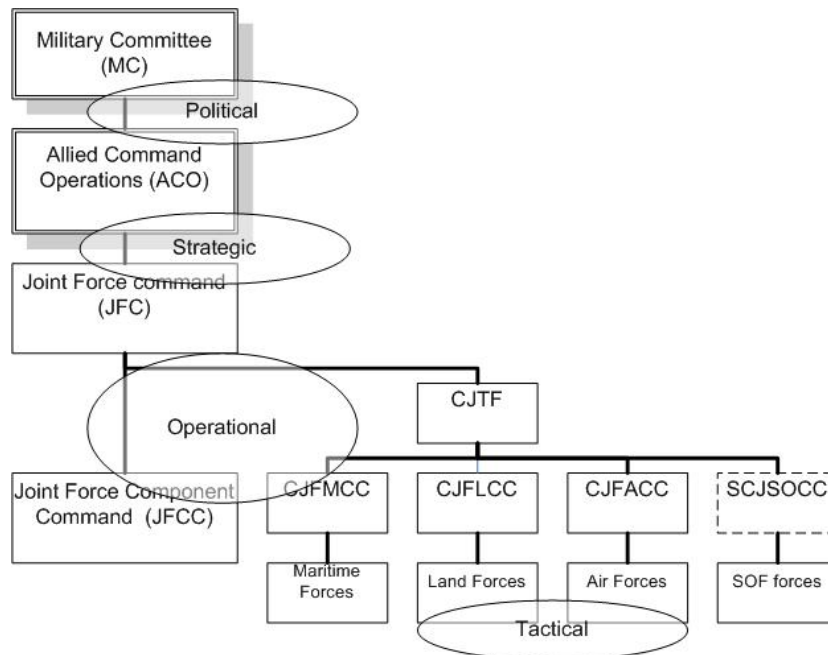 Military Committee
(MC)
Political
Allied Command
Operations (ACO)
Strategic
Joint Force command
(JFC)
CJTF
Operational
Joint Force Component
Command (JFCC)
CJFMCC
CJFLCC
CJFACC
SCJSOCC
Maritime
Forces
Land Forces
Air Forces
SOF forces
Tactical